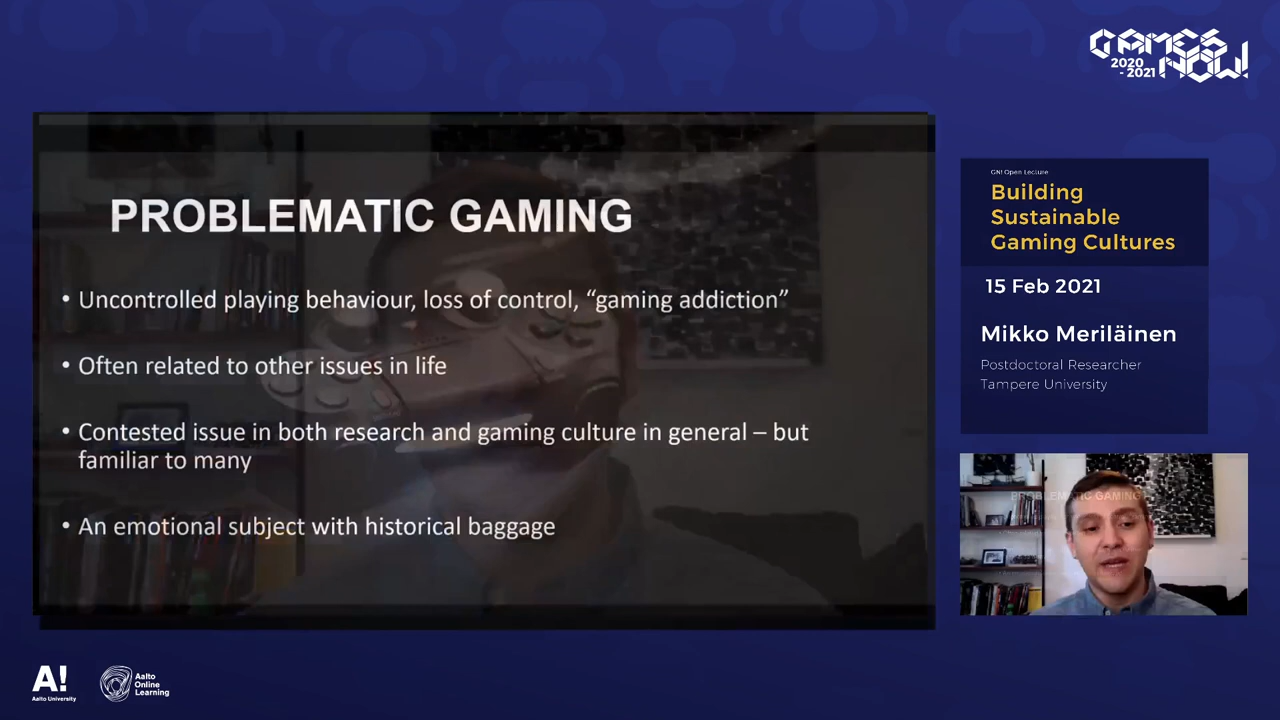 GAMES
2020
- 2021
NOW!
PROBLEMATIC GAMING
• Uncontrolled playing behaviour, loss of control, “gaming addiction”
• Often related to other issues in life
• Contested issue in both research and gaming culture in general – but
familiar to many
• An emotional subject with historical baggage
GN! Open Lecture
Building
Sustainable
Gaming Cultures
15 Feb 2021
Mikko Meriläinen
Postdoctoral Researcher
Tampere University
PROBLEMATIC GAMING
A!
Aalto University
Aalto
Online
Learning